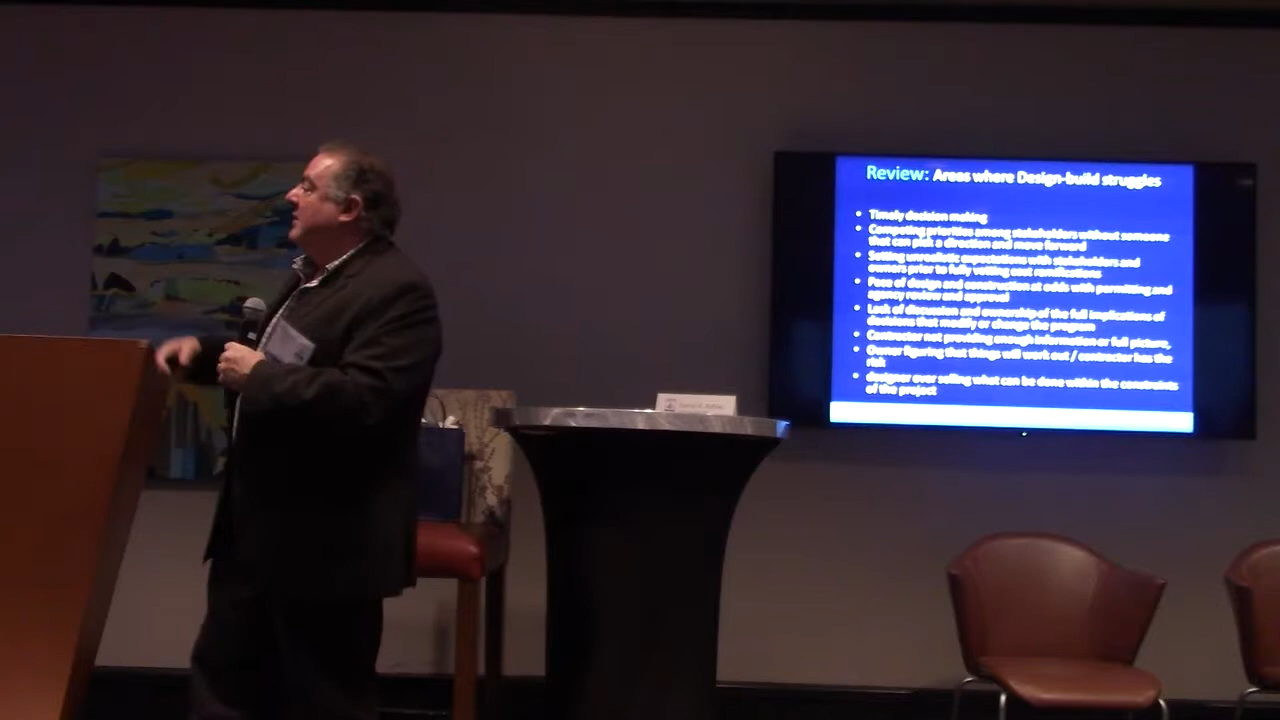 Review: Areas where Design-build struggles
• Timely decision making
• Competing priorities among stakeholders without someone
that can pick a direction and move forward
• Setting unrealistic expectations with stakeholders and
owners prior to fully vetting cost ramifications
• Pace of design and construction at odds with permitting and
agency review and approval
• Lack of discussion and ownership of the full implications of
decisions that modify or change the program
• Contractor not providing enough information or full picture,
• Owner figuring that things will work out / contractor has the
risk
• designer over selling what can be done within the constraints
of the project